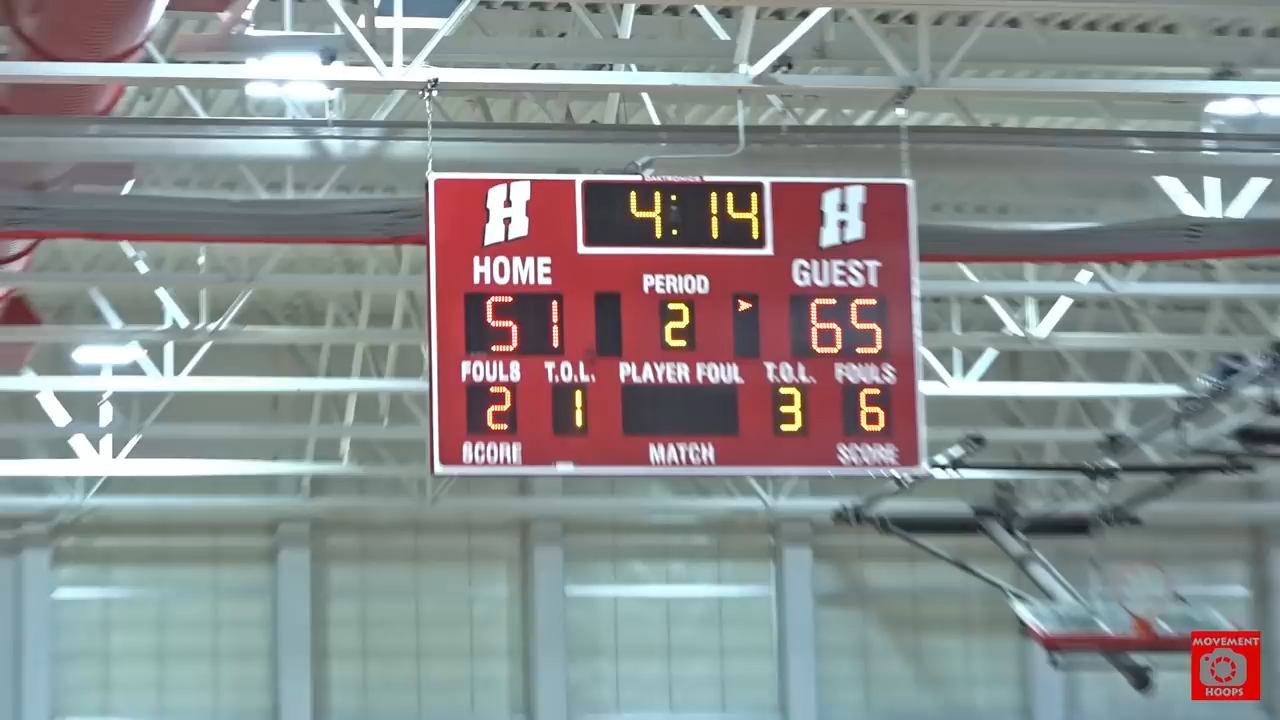 H 4:14 H
HOME GUEST
PERIOD
51 2 65
FOULS T.O.L. PLAYER FOUL T.O.L. FOULS
2 1 3 6
SCORE MATCH SCORE
MOVEMENT
HOOPS